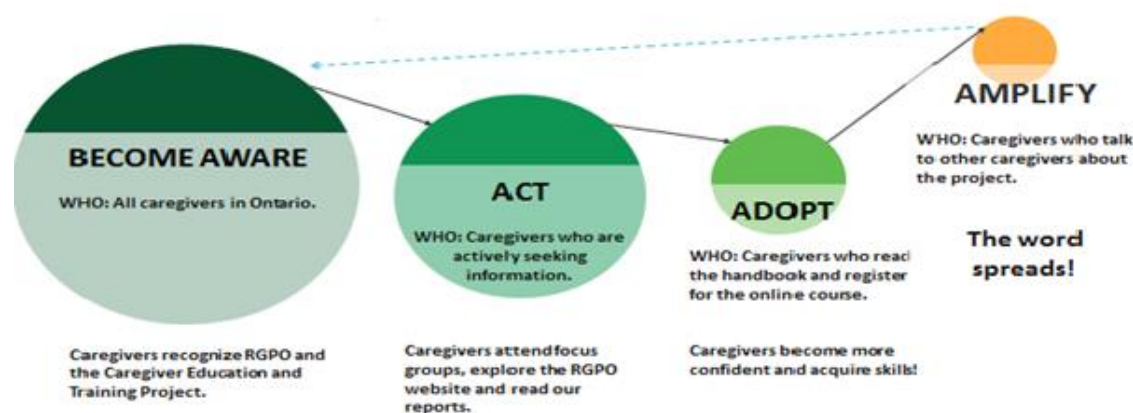 BECOME AWARE
WHO: All caregivers in Ontario.
Caregivers recognize RGPO and
the Caregiver Education and
Training Project.
ACT
WHO: Caregivers who are
actively seeking
information.
Caregivers attend focus
groups, explore the RGPO
website and read our
reports.
ADOPT
WHO: Caregivers who read
the handbook and register
for the online course.
Caregivers become more
confident and acquire skills!
AMPLIFY
WHO: Caregivers who talk
to other caregivers about
the project.
The word
spreads!